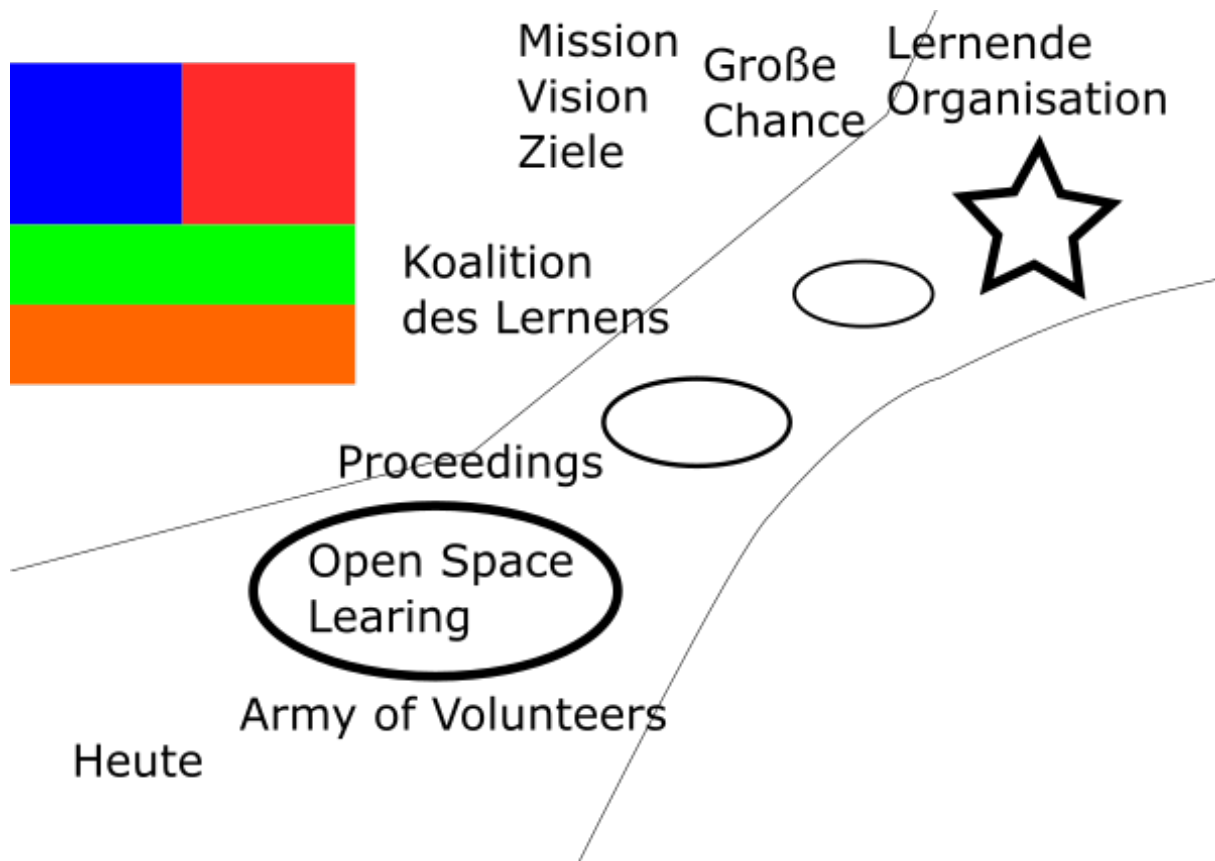 Mission
Vision
Ziele
Große
Chance
Lernende
Organisation
Koalition
des Lernens
Proceedings
Open Space
Learing
Army of Volunteers
Heute